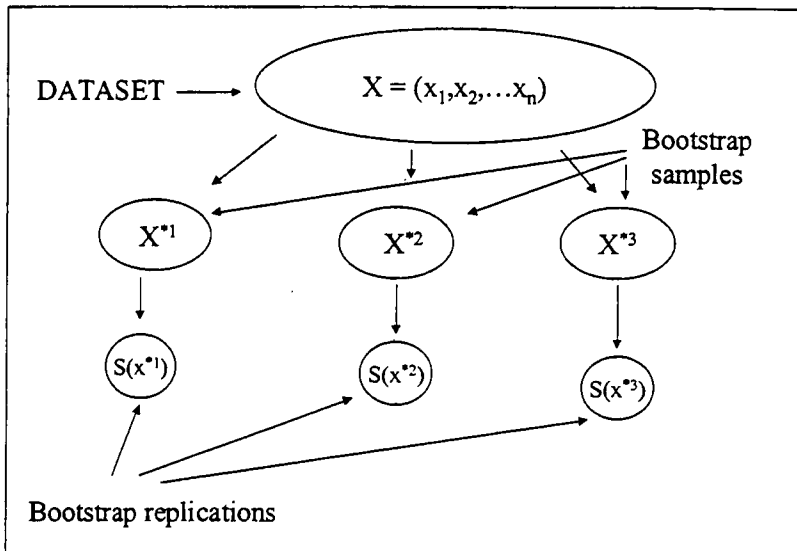 DATASET
X = (x₁,x₂,…xₙ)
Bootstrap
samples
X*¹
X*²
X*³
S(x*¹)
S(x*²)
S(x*³)
Bootstrap replications